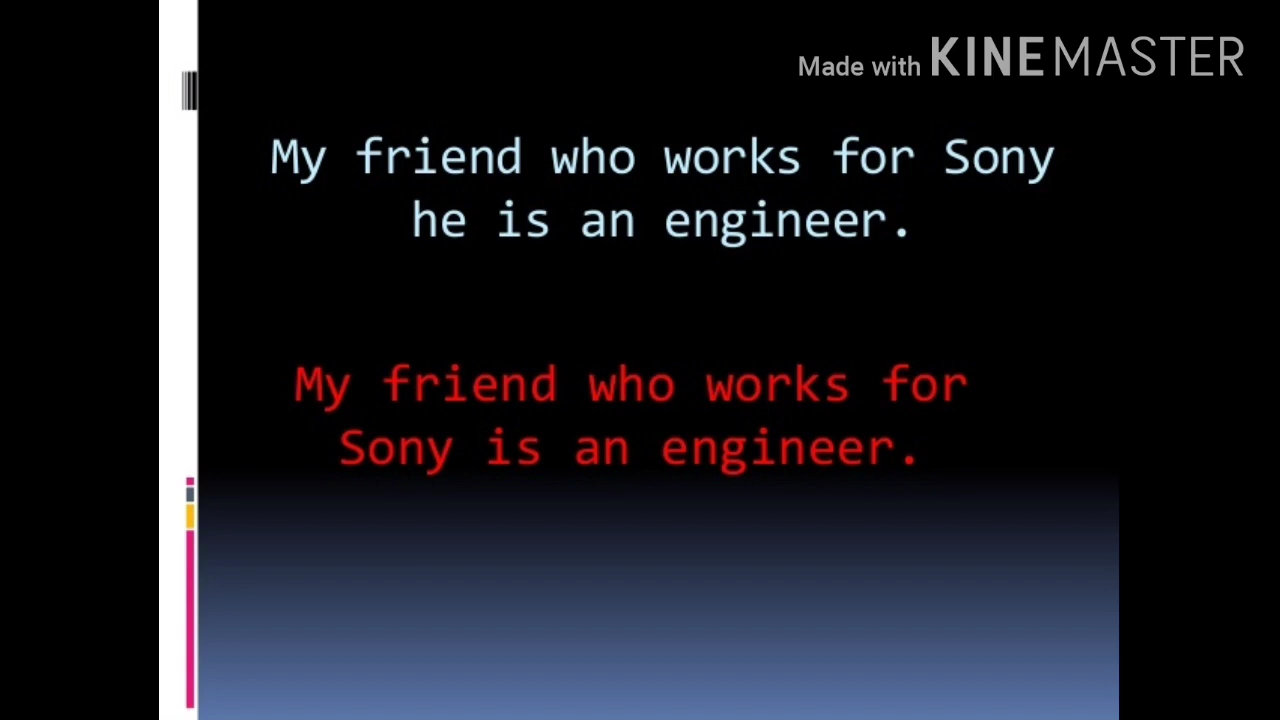 Made with KINEMASTER
My friend who works for Sony
he is an engineer.
My friend who works for
Sony is an engineer.